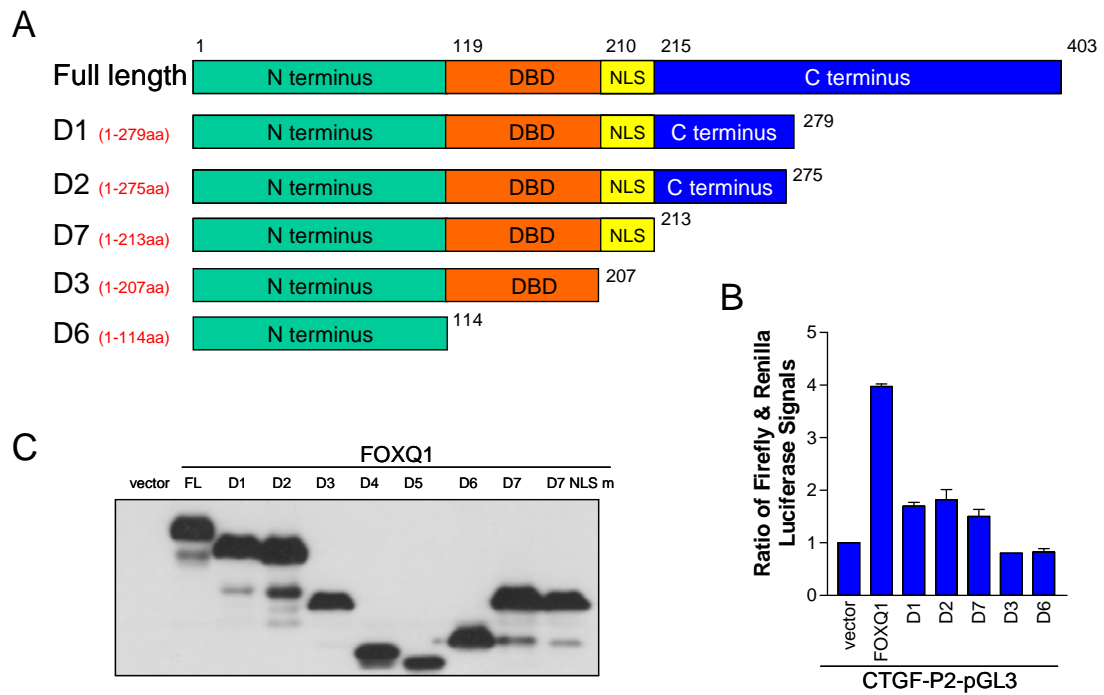 A
1 119 210 215 403
Full length N terminus DBD NLS C terminus
D1 (1-279aa) N terminus DBD NLS C terminus 279
D2 (1-275aa) N terminus DBD NLS C terminus 275
D7 (1-213aa) N terminus DBD NLS 213
D3 (1-207aa) N terminus DBD 207
D6 (1-114aa) N terminus 114
B
Ratio of Firefly & Renilla
Luciferase Signals
5
4
3
2
1
0
vector FOXQ1 D1 D2 D7 D3 D6
CTGF-P2-pGL3
C
FOXQ1
vector FL D1 D2 D3 D4 D5 D6 D7 D7 NLS m